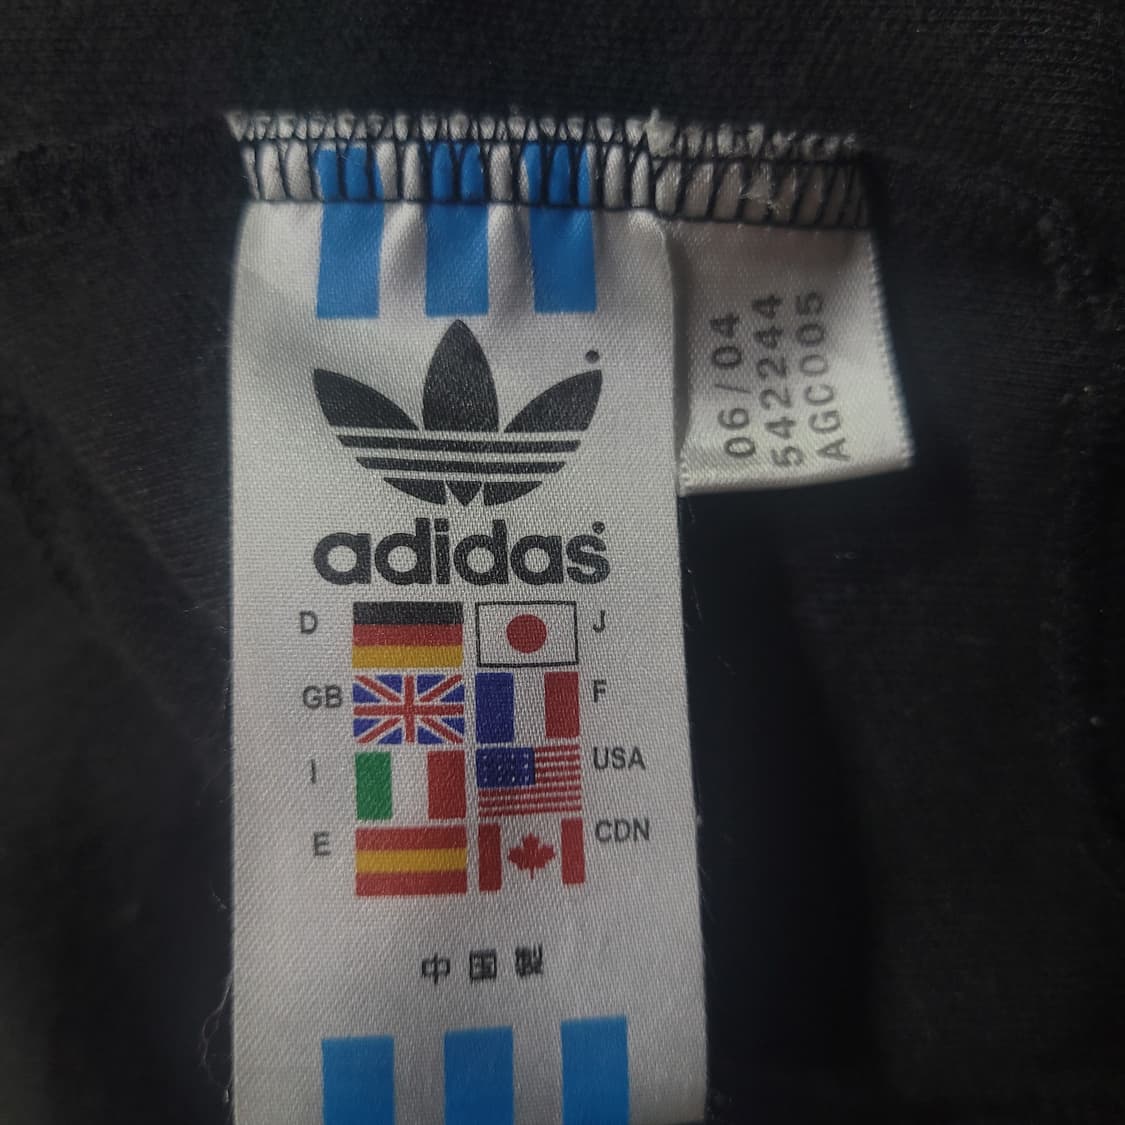 adidas
D
J
GB
F
I
USA
E
CDN
中国製
06/04
542244
AGC005